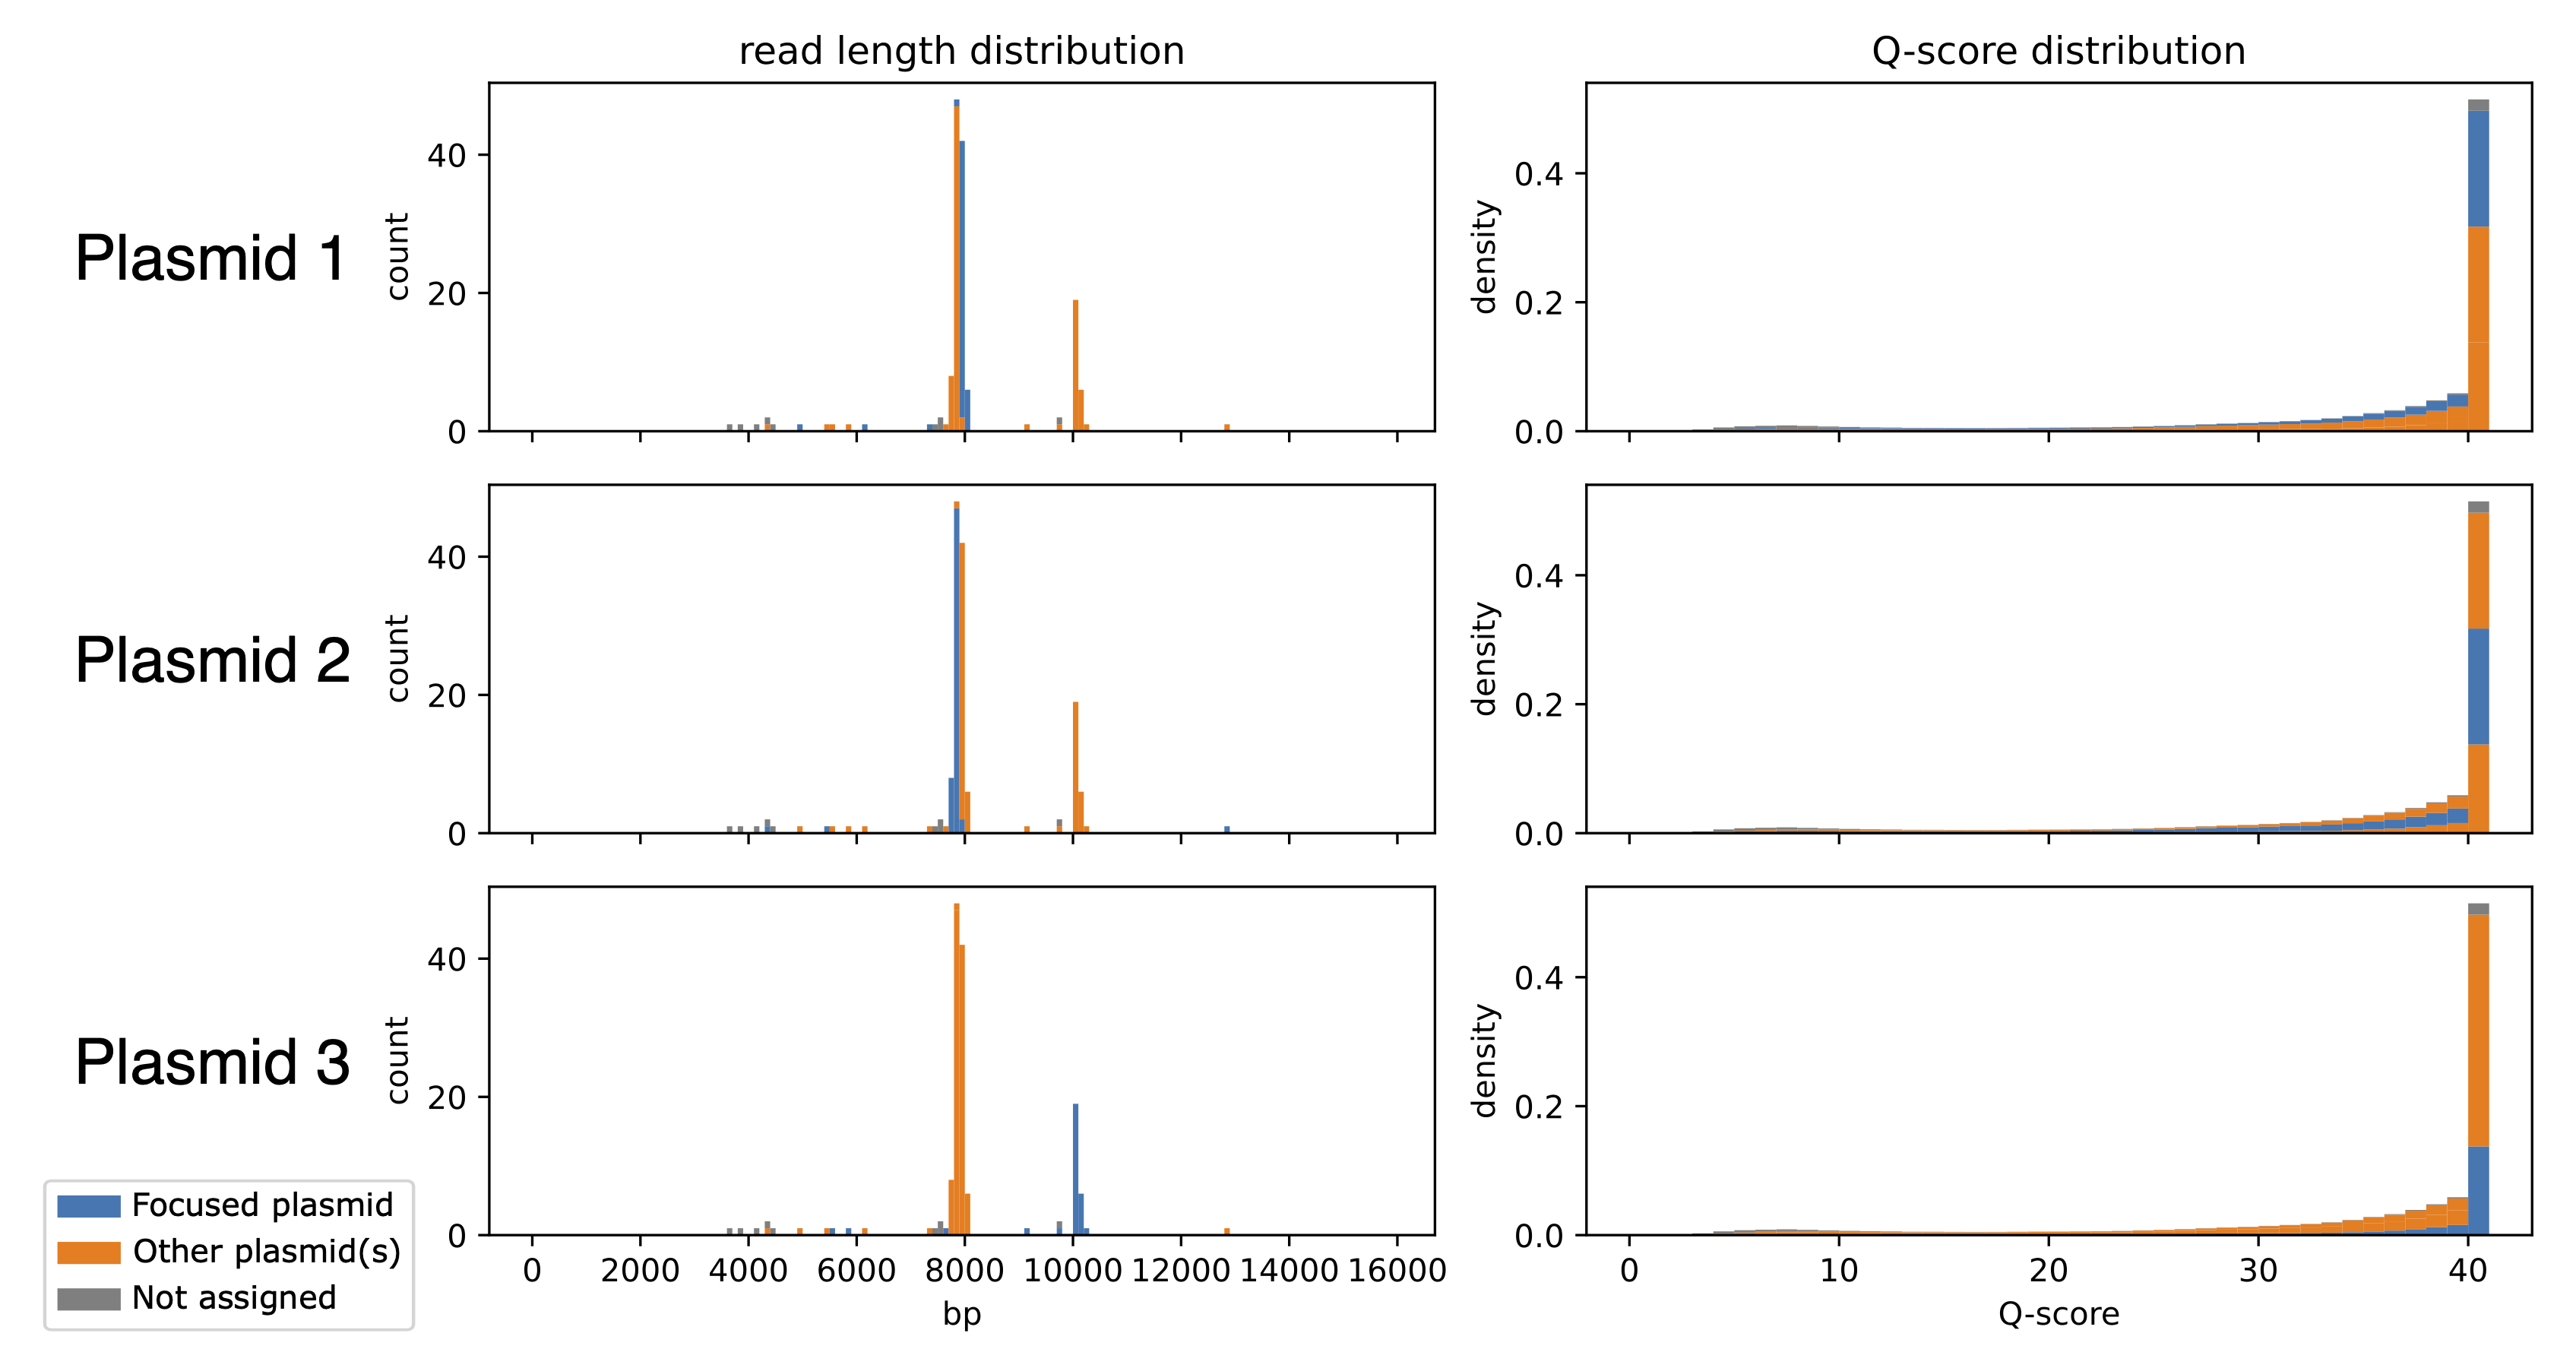 read length distribution
Q-score distribution
Plasmid 1
count
40
20
0
density
0.4
0.2
0.0
Plasmid 2
count
40
20
0
density
0.4
0.2
0.0
Plasmid 3
count
40
20
0
density
0.4
0.2
0.0
0 2000 4000 6000 8000 10000 12000 14000 16000
bp
0 10 20 30 40
Q-score
Focused plasmid
Other plasmid(s)
Not assigned